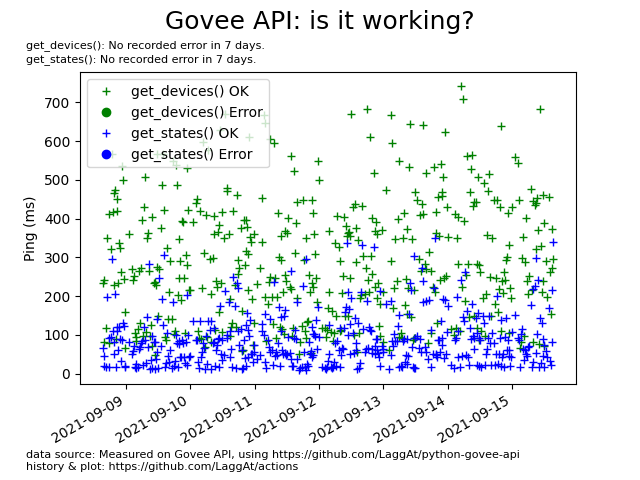 Govee API: is it working?
get_devices(): No recorded error in 7 days.
get_states(): No recorded error in 7 days.
get_devices() OK
get_devices() Error
get_states() OK
get_states() Error
Ping (ms)
700
600
500
400
300
200
100
0
2021-09-09
2021-09-10
2021-09-11
2021-09-12
2021-09-13
2021-09-14
2021-09-15
data source: Measured on Govee API, using https://github.com/LaggAt/python-govee-api
history & plot: https://github.com/LaggAt/actions